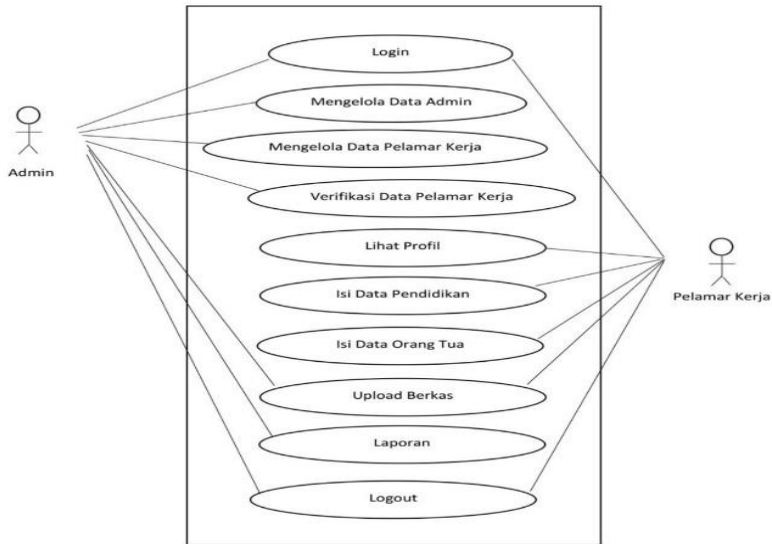 Login
Mengelola Data Admin
Mengelola Data Pelamar Kerja
Admin
Verifikasi Data Pelamar Kerja
Lihat Profil
Isi Data Pendidikan
Pelamar Kerja
Isi Data Orang Tua
Upload Berkas
Laporan
Logout